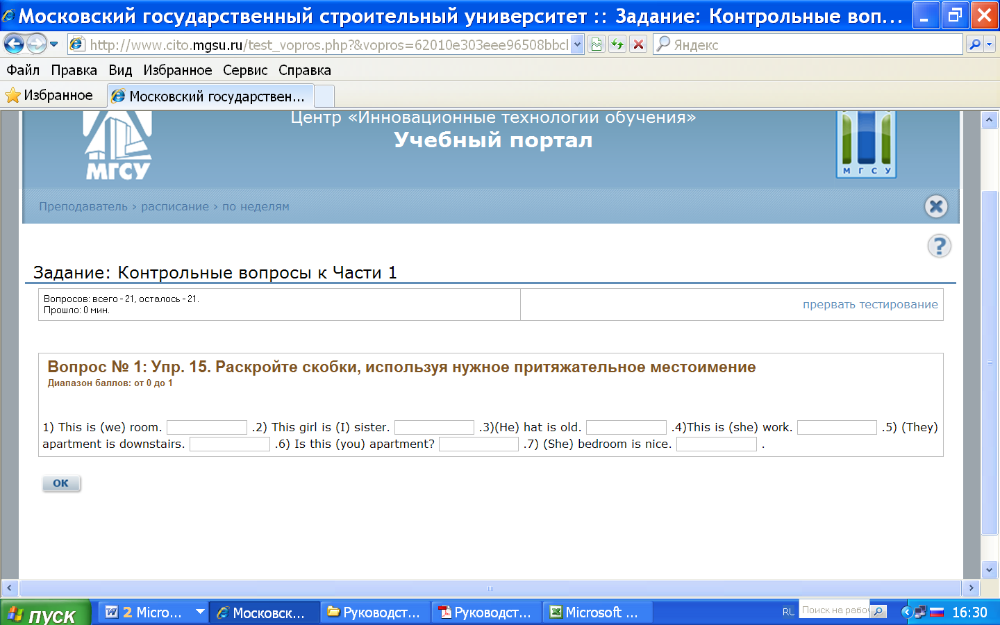 Московский государственный строительный университет :: Задание: Контрольные воп...
http://www.cito.mgsu.ru/test_vopros.php?&vopros=62010e303eee96508bbcl
Яндекс
Файл Правка Вид Избранное Сервис Справка
Избранное
Московский государствен...
Центр «Инновационные технологии обучения»
Учебный портал
МГСУ
МГСУ
Преподаватель › расписание › по неделям
Задание: Контрольные вопросы к Части 1
Вопросов: всего - 21, осталось - 21.
Прошло: 0 мин.
прервать тестирование
Вопрос № 1: Упр. 15. Раскройте скобки, используя нужное притяжательное местоимение
Диапазон баллов: от 0 до 1
1) This is (we) room. .2) This girl is (I) sister. .3)(He) hat is old. .4)This is (she) work. .5) (They)
apartment is downstairs. .6) Is this (you) apartment? .7) (She) bedroom is nice. .
ОК
пуск
2 Micro...
Московск...
Руководст...
Руководст...
Microsoft ...
RU
Поиск на рабоч
16:30